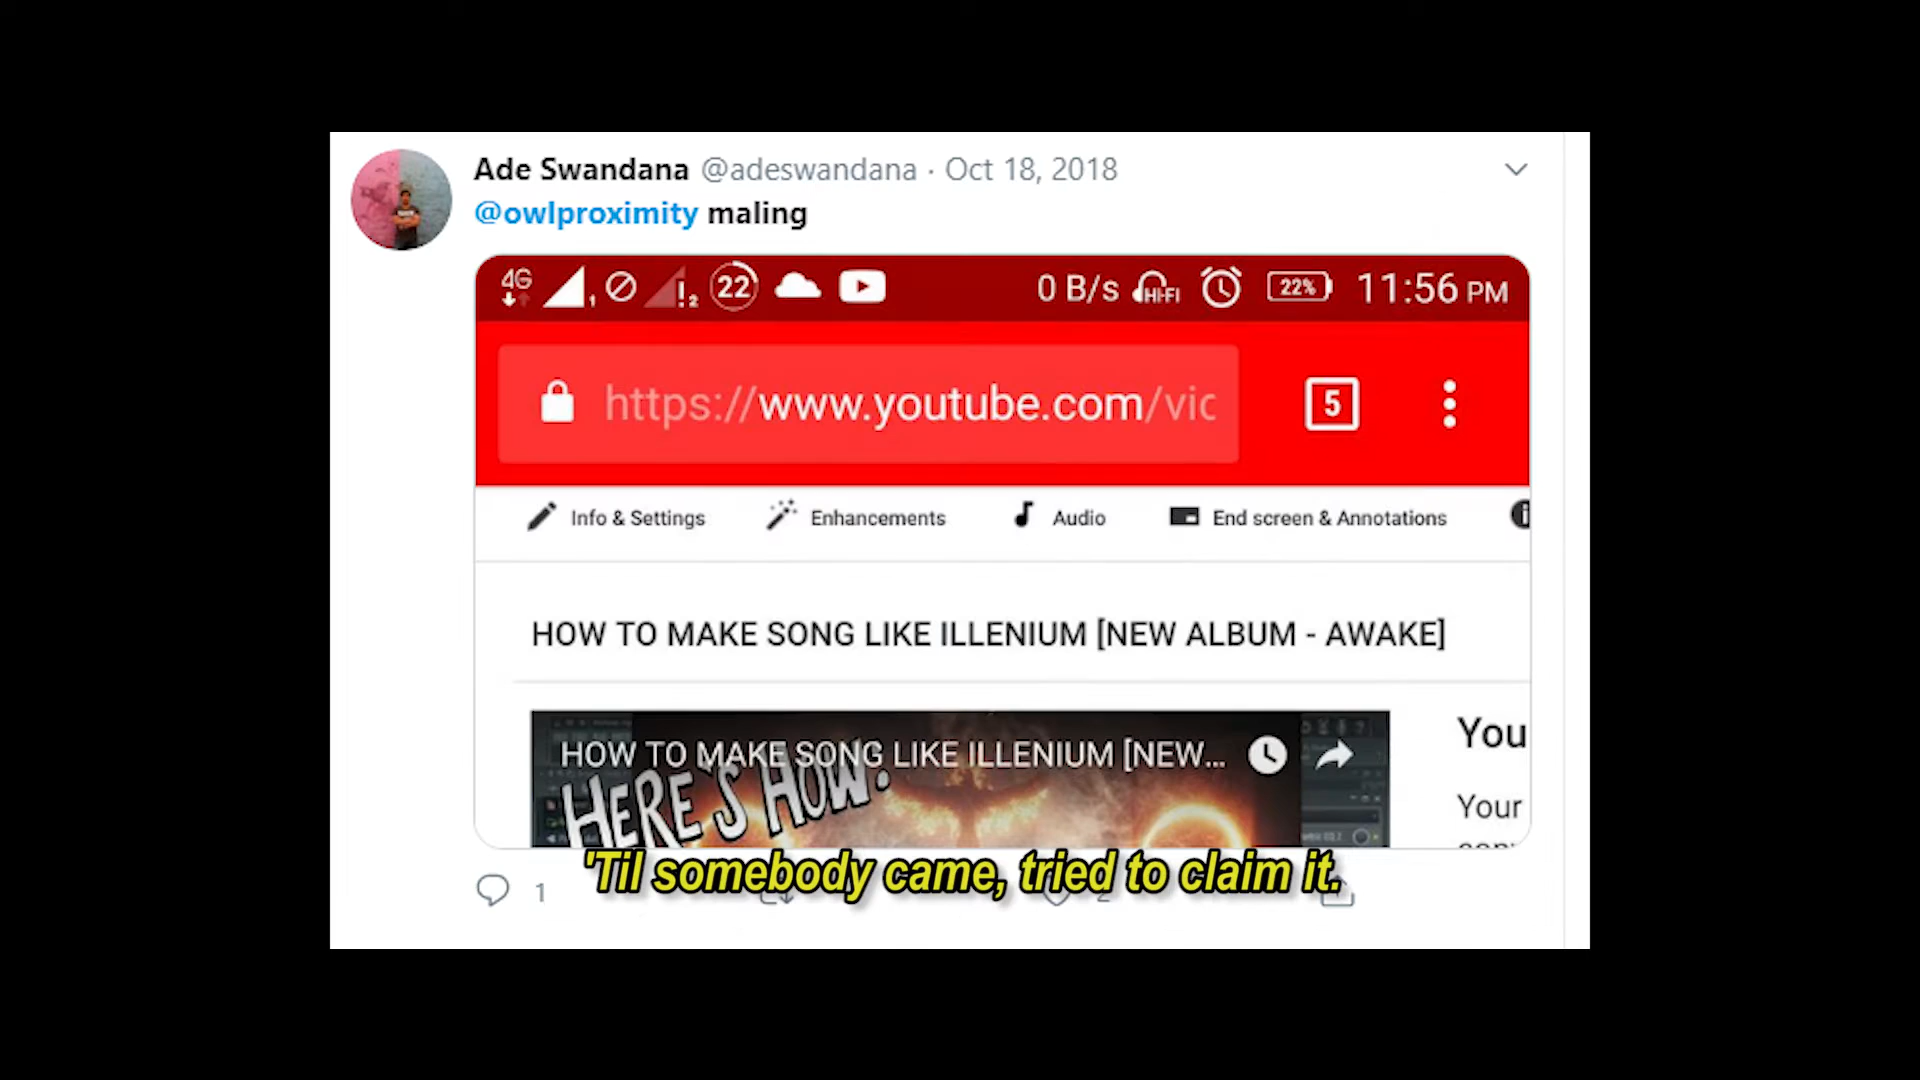 Ade Swandana @adeswandana · Oct 18, 2018
@owlproximity maling
4G 1 ! 2 22 0 B/s HI-FI 22% 11:56 PM
https://www.youtube.com/vic
5
Info & Settings Enhancements Audio End screen & Annotations
HOW TO MAKE SONG LIKE ILLENIUM [NEW ALBUM - AWAKE]
HOW TO MAKE SONG LIKE ILLENIUM [NEW...
You
HERE'S HOW:
Your
'Til somebody came, tried to claim it.
1 2